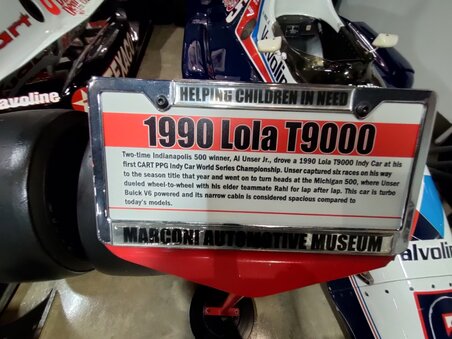 HELPING CHILDREN IN NEED
1990 Lola T9000
Two-time Indianapolis 500 winner, Al Unser Jr., drove a 1990 Lola T9000 Indy Car at his
first CART PPG Indy Car World Series Championship. Unser captured six races on his way
to the season title that year and went on to turn heads at the Michigan 500, where Unser
dueled wheel-to-wheel with his elder teammate Rahl for lap after lap. This car is turbo
Buick V6 powered and its narrow cabin is considered spacious compared to
today's models.
MARCONI AUTOMOTIVE MUSEUM
valvoline
Valvoline
alvoline